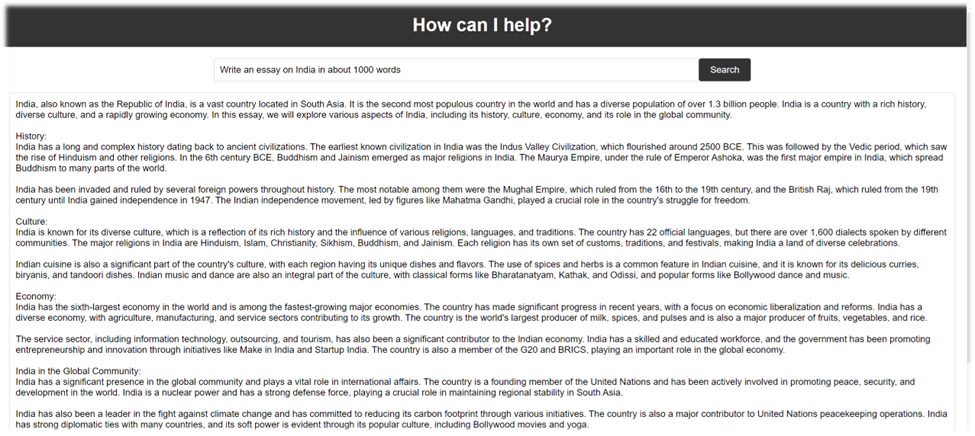 How can I help?
Write an essay on India in about 1000 words
Search
India, also known as the Republic of India, is a vast country located in South Asia. It is the second most populous country in the world and has a diverse population of over 1.3 billion people. India is a country with a rich history,
diverse culture, and a rapidly growing economy. In this essay, we will explore various aspects of India, including its history, culture, economy, and its role in the global community.
History:
India has a long and complex history dating back to ancient civilizations. The earliest known civilization in India was the Indus Valley Civilization, which flourished around 2500 BCE. This was followed by the Vedic period, which saw
the rise of Hinduism and other religions. In the 6th century BCE, Buddhism and Jainism emerged as major religions in India. The Maurya Empire, under the rule of Emperor Ashoka, was the first major empire in India, which spread
Buddhism to many parts of the world.
India has been invaded and ruled by several foreign powers throughout history. The most notable among them were the Mughal Empire, which ruled from the 16th to the 19th century, and the British Raj, which ruled from the 19th
century until India gained independence in 1947. The Indian independence movement, led by figures like Mahatma Gandhi, played a crucial role in the country's struggle for freedom.
Culture:
India is known for its diverse culture, which is a reflection of its rich history and the influence of various religions, languages, and traditions. The country has 22 official languages, but there are over 1,600 dialects spoken by different
communities. The major religions in India are Hinduism, Islam, Christianity, Sikhism, Buddhism, and Jainism. Each religion has its own set of customs, traditions, and festivals, making India a land of diverse celebrations.
Indian cuisine is also a significant part of the country's culture, with each region having its unique dishes and flavors. The use of spices and herbs is a common feature in Indian cuisine, and it is known for its delicious curries,
biryanis, and tandoori dishes. Indian music and dance are also an integral part of the culture, with classical forms like Bharatanatyam, Kathak, and Odissi, and popular forms like Bollywood dance and music.
Economy:
India has the sixth-largest economy in the world and is among the fastest-growing major economies. The country has made significant progress in recent years, with a focus on economic liberalization and reforms. India has a
diverse economy, with agriculture, manufacturing, and service sectors contributing to its growth. The country is the world's largest producer of milk, spices, and pulses and is also a major producer of fruits, vegetables, and rice.
The service sector, including information technology, outsourcing, and tourism, has also been a significant contributor to the Indian economy. India has a skilled and educated workforce, and the government has been promoting
entrepreneurship and innovation through initiatives like Make in India and Startup India. The country is also a member of the G20 and BRICS, playing an important role in the global economy.
India in the Global Community:
India has a significant presence in the global community and plays a vital role in international affairs. The country is a founding member of the United Nations and has been actively involved in promoting peace, security, and
development in the world. India is a nuclear power and has a strong defense force, playing a crucial role in maintaining regional stability in South Asia.
India has also been a leader in the fight against climate change and has committed to reducing its carbon footprint through various initiatives. The country is also a major contributor to United Nations peacekeeping operations. India
has strong diplomatic ties with many countries, and its soft power is evident through its popular culture, including Bollywood movies and yoga.